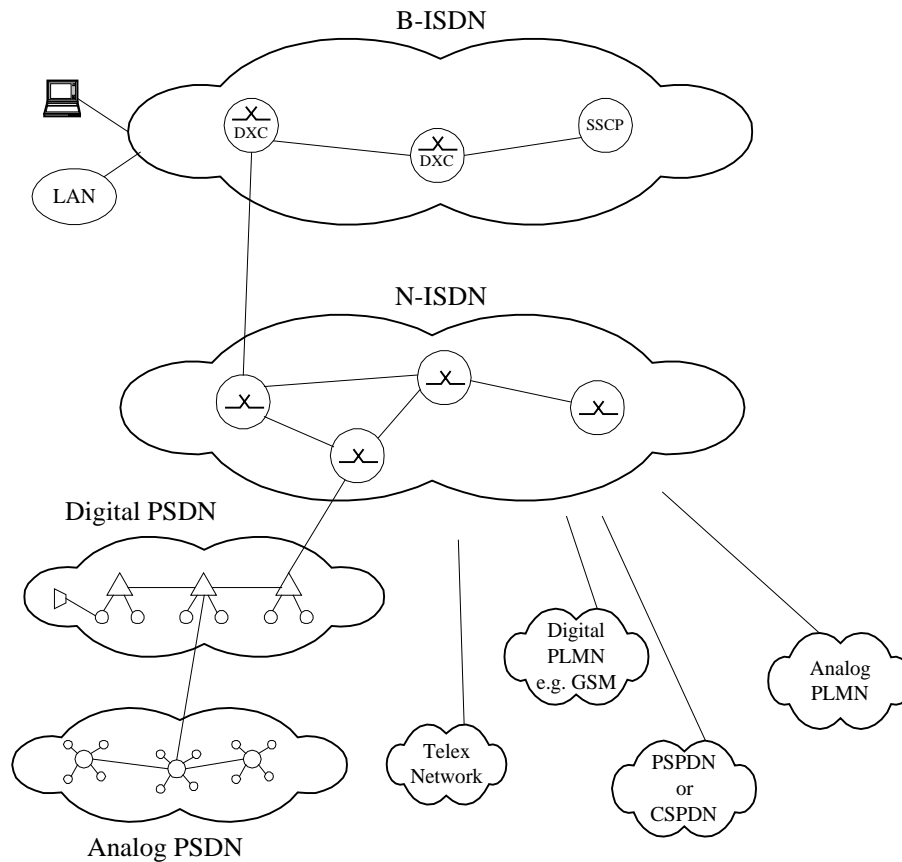 B-ISDN
DXC
DXC
SSCP
LAN
N-ISDN
Digital PSDN
Digital
PLMN
e.g. GSM
Analog
PLMN
Telex
Network
PSPDN
or
CSPDN
Analog PSDN